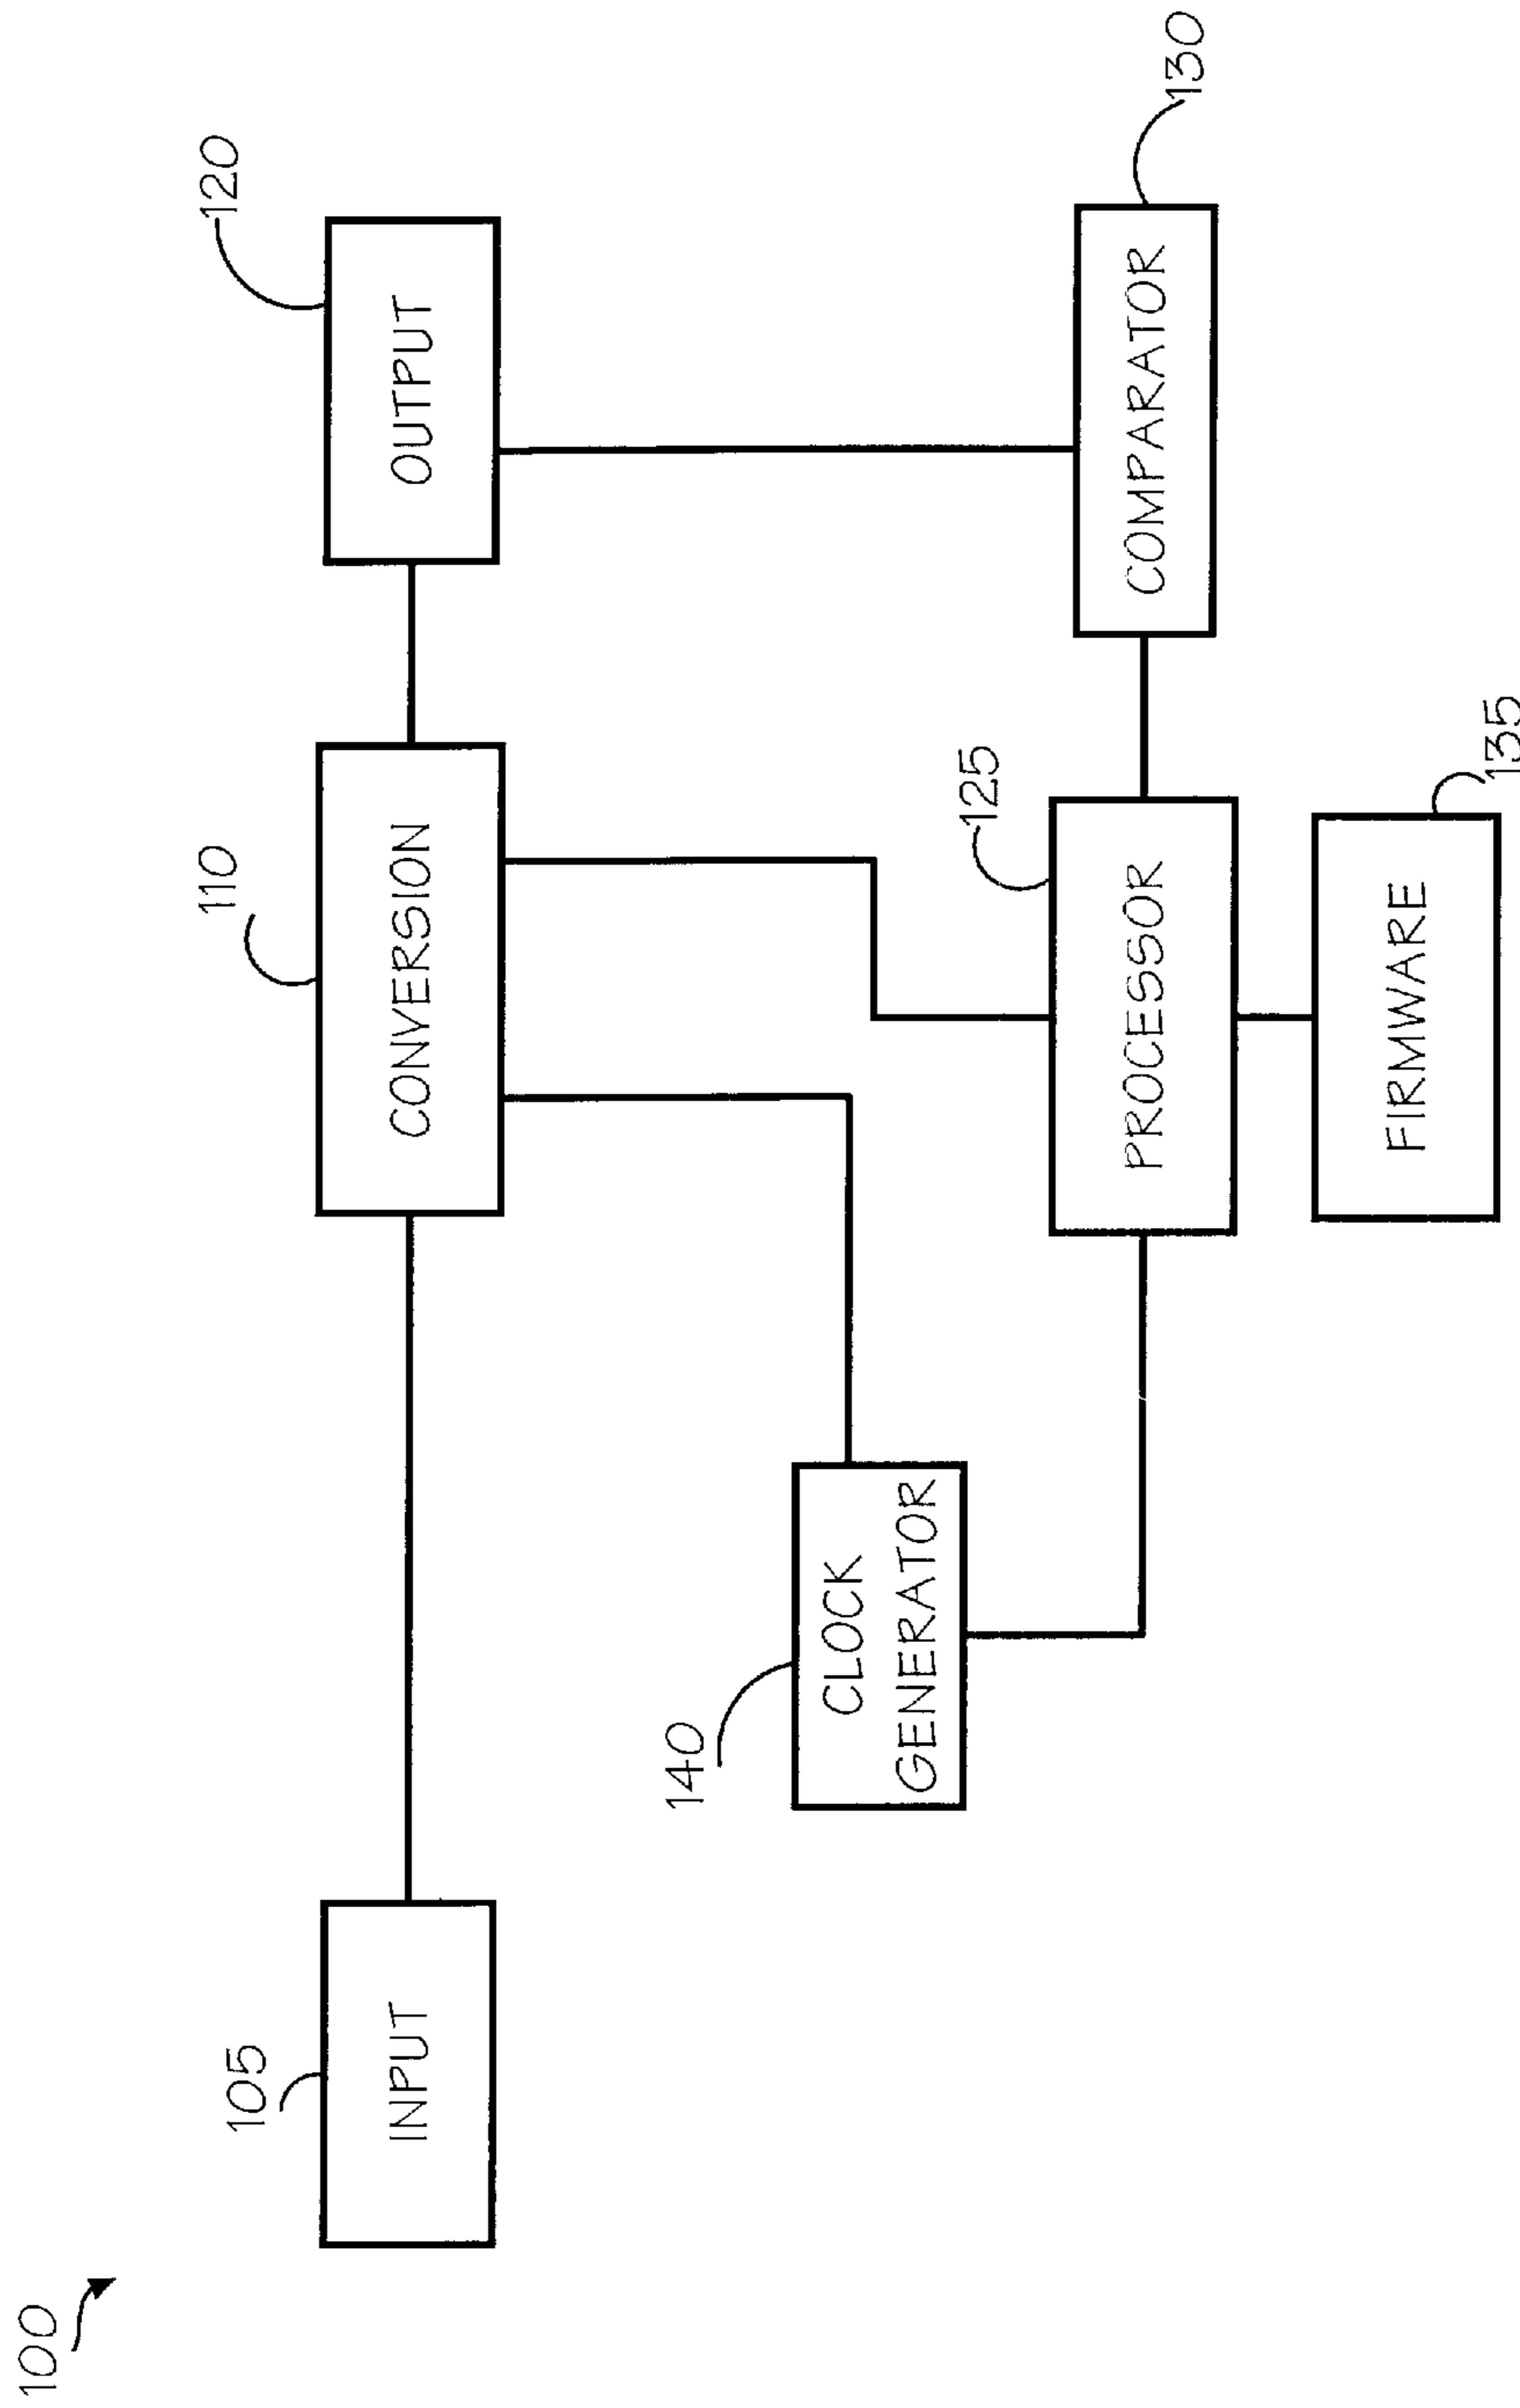 100
105
INPUT
110
CONVERSION
120
OUTPUT
140
CLOCK
GENERATOR
125
PROCESSOR
130
COMPARATOR
135
FIRMWARE